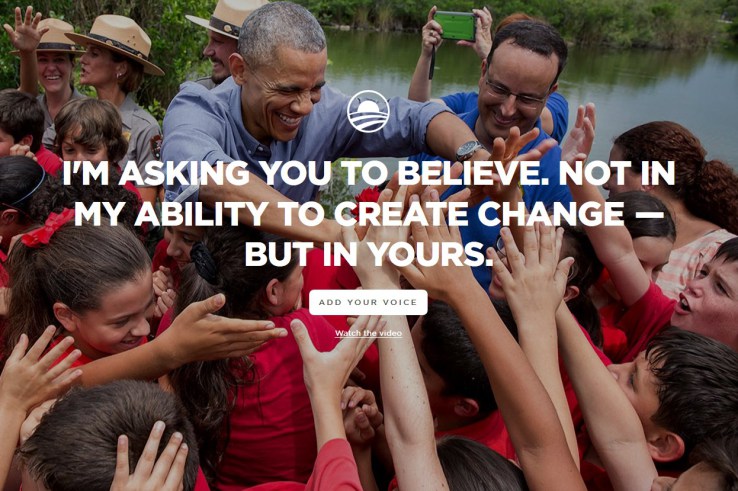 I'M ASKING YOU TO BELIEVE. NOT IN
MY ABILITY TO CREATE CHANGE —
BUT IN YOURS.
ADD YOUR VOICE
Watch the video